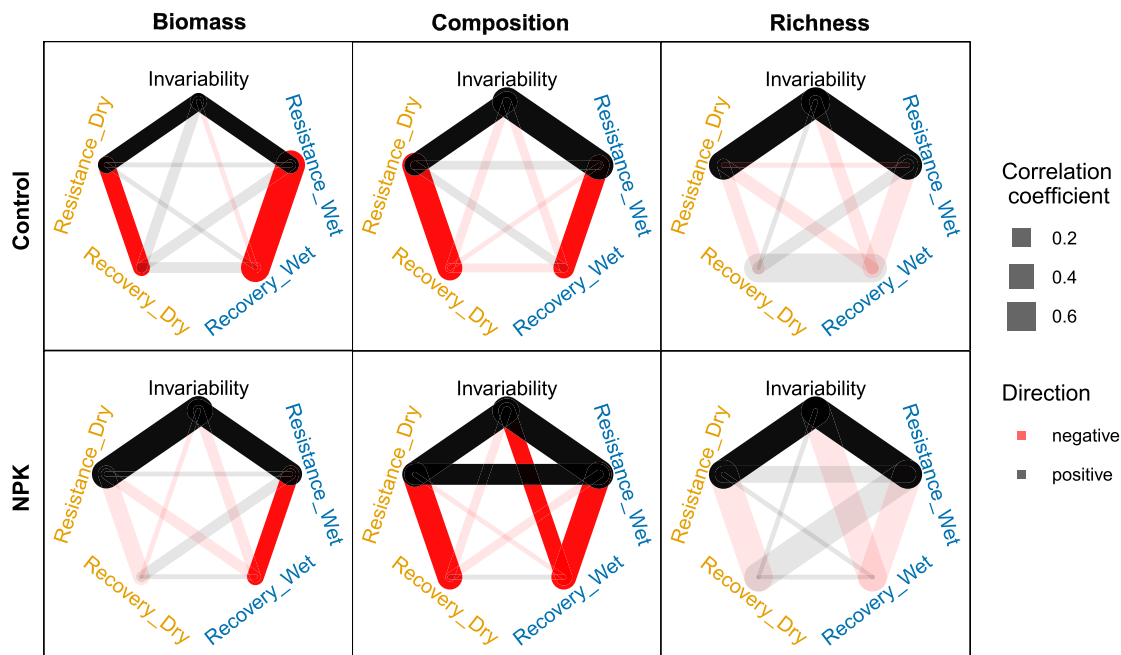 Biomass
Composition
Richness
Control
Invariability
Resistance_Dry
Resistance_Wet
Recovery_Dry
Recovery_Wet
Invariability
Resistance_Dry
Resistance_Wet
Recovery_Dry
Recovery_Wet
Invariability
Resistance_Dry
Resistance_Wet
Recovery_Dry
Recovery_Wet
NPK
Invariability
Resistance_Dry
Resistance_Wet
Recovery_Dry
Recovery_Wet
Invariability
Resistance_Dry
Resistance_Wet
Recovery_Dry
Recovery_Wet
Invariability
Resistance_Dry
Resistance_Wet
Recovery_Dry
Recovery_Wet
Correlation
coefficient
0.2
0.4
0.6
Direction
negative
positive